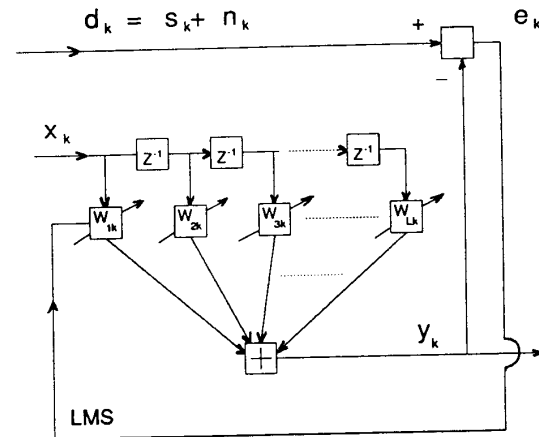 d_k = s_k + n_k
+
e_k
−
x_k
Z⁻¹
Z⁻¹
Z⁻¹
W_1k
W_2k
W_3k
W_Lk
+
y_k
LMS